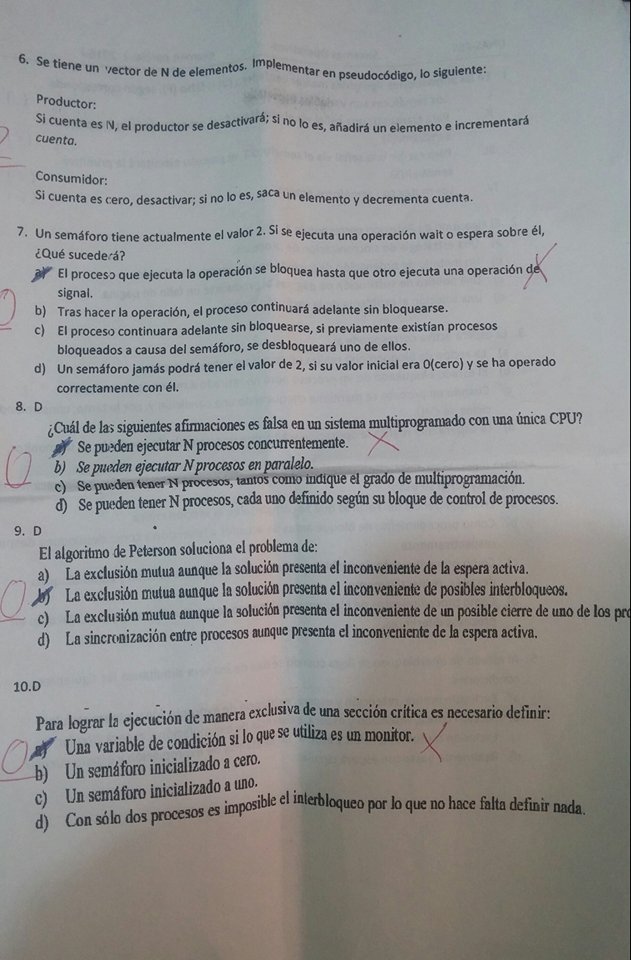 6. Se tiene un vector de N de elementos. Implementar en pseudocódigo, lo siguiente:
Productor:
Si cuenta es N, el productor se desactivará; si no lo es, añadirá un elemento e incrementará
cuenta.
Consumidor:
Si cuenta es cero, desactivar; si no lo es, saca un elemento y decrementa cuenta.
7. Un semáforo tiene actualmente el valor 2. Si se ejecuta una operación wait o espera sobre él,
¿Qué sucederá?
a) El proceso que ejecuta la operación se bloquea hasta que otro ejecuta una operación de
signal.
b) Tras hacer la operación, el proceso continuará adelante sin bloquearse.
c) El proceso continuara adelante sin bloquearse, si previamente existían procesos
bloqueados a causa del semáforo, se desbloqueará uno de ellos.
d) Un semáforo jamás podrá tener el valor de 2, si su valor inicial era 0(cero) y se ha operado
correctamente con él.
8. D
¿Cuál de las siguientes afirmaciones es falsa en un sistema multiprogramado con una única CPU?
a) Se pueden ejecutar N procesos concurrentemente.
b) Se pueden ejecutar N procesos en paralelo.
c) Se pueden tener N procesos, tantos como indique el grado de multiprogramación.
d) Se pueden tener N procesos, cada uno definido según su bloque de control de procesos.
9. D
El algoritmo de Peterson soluciona el problema de:
a) La exclusión mutua aunque la solución presenta el inconveniente de la espera activa.
b) La exclusión mutua aunque la solución presenta el inconveniente de posibles interbloqueos.
c) La exclusión mutua aunque la solución presenta el inconveniente de un posible cierre de uno de los
d) La sincronización entre procesos aunque presenta el inconveniente de la espera activa.
10.D
Para lograr la ejecución de manera exclusiva de una sección crítica es necesario definir:
a) Una variable de condición si lo que se utiliza es un monitor.
b) Un semáforo inicializado a cero.
c) Un semáforo inicializado a uno.
d) Con sólo dos procesos es imposible el interbloqueo por lo que no hace falta definir nada.